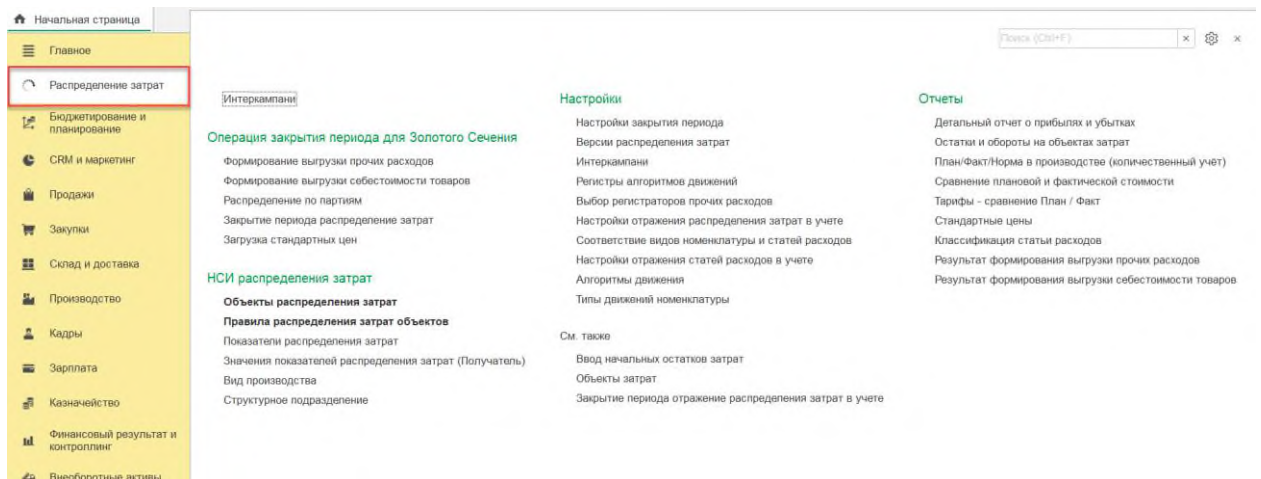 Начальная страница
Поиск (Ctrl+F)
Главное
Распределение затрат
Бюджетирование и
планирование
CRM и маркетинг
Продажи
Закупки
Склад и доставка
Производство
Кадры
Зарплата
Казначейство
Финансовый результат и
контроллинг
Внеоборотные активы
Интеркампани
Операция закрытия периода для Золотого Сечения
Формирование выгрузки прочих расходов
Формирование выгрузки себестоимости товаров
Распределение по партиям
Закрытие периода распределение затрат
Загрузка стандартных цен
НСИ распределения затрат
Объекты распределения затрат
Правила распределения затрат объектов
Показатели распределения затрат
Значения показателей распределения затрат (Получатель)
Вид производства
Структурное подразделение
Настройки
Настройки закрытия периода
Версии распределения затрат
Интеркампани
Регистры алгоритмов движений
Выбор регистраторов прочих расходов
Настройки отражения распределения затрат в учете
Соответствие видов номенклатуры и статей расходов
Настройки отражения статей расходов в учете
Алгоритмы движения
Типы движений номенклатуры
См. также
Ввод начальных остатков затрат
Объекты затрат
Закрытие периода отражение распределения затрат в учете
Отчеты
Детальный отчет о прибылях и убытках
Остатки и обороты на объектах затрат
План/Факт/Норма в производстве (количественный учёт)
Сравнение плановой и фактической стоимости
Тарифы - сравнение План / Факт
Стандартные цены
Классификация статьи расходов
Результат формирования выгрузки прочих расходов
Результат формирования выгрузки себестоимости товаров